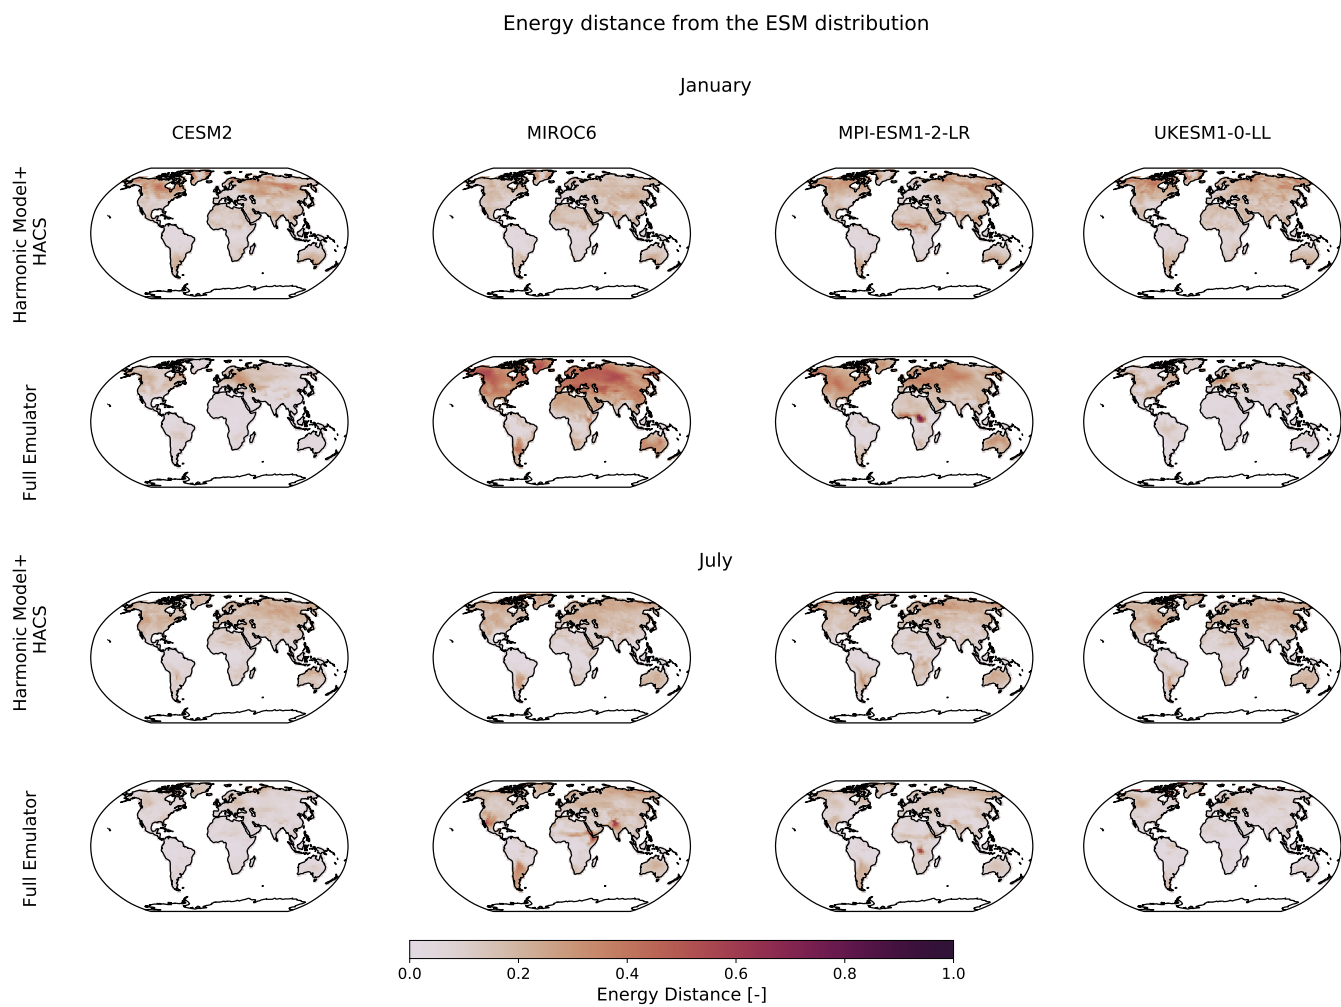 Energy distance from the ESM distribution
January
CESM2
MIROC6
MPI-ESM1-2-LR
UKESM1-0-LL
Harmonic Model+
HACS
Full Emulator
July
Harmonic Model+
HACS
Full Emulator
0.0 0.2 0.4 0.6 0.8 1.0
Energy Distance [-]